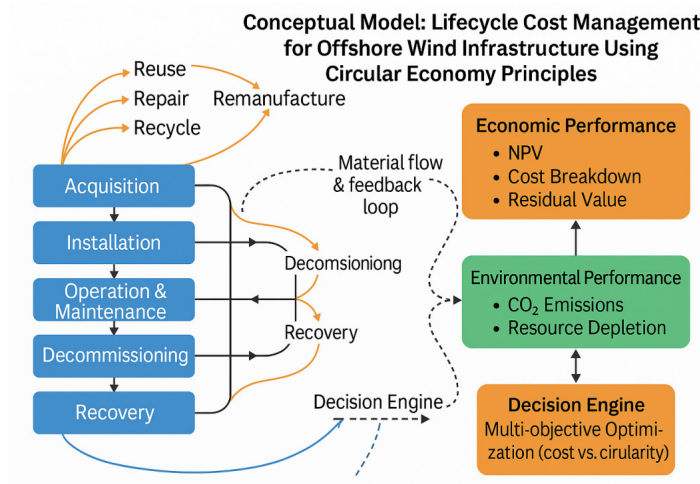 Conceptual Model: Lifecycle Cost Management
for Offshore Wind Infrastructure Using
Circular Economy Principles
Reuse
Repair
Recycle
Remanufacture
Acquisition
Installation
Operation &
Maintenance
Decommissioning
Recovery
Material flow
& feedback
loop
Decomsioniong
Recovery
Decision Engine
Economic Performance
• NPV
• Cost Breakdown
• Residual Value
Environmental Performance
• CO₂ Emissions
• Resource Depletion
Decision Engine
Multi-objective Optimi-
zation (cost vs. cirularity)